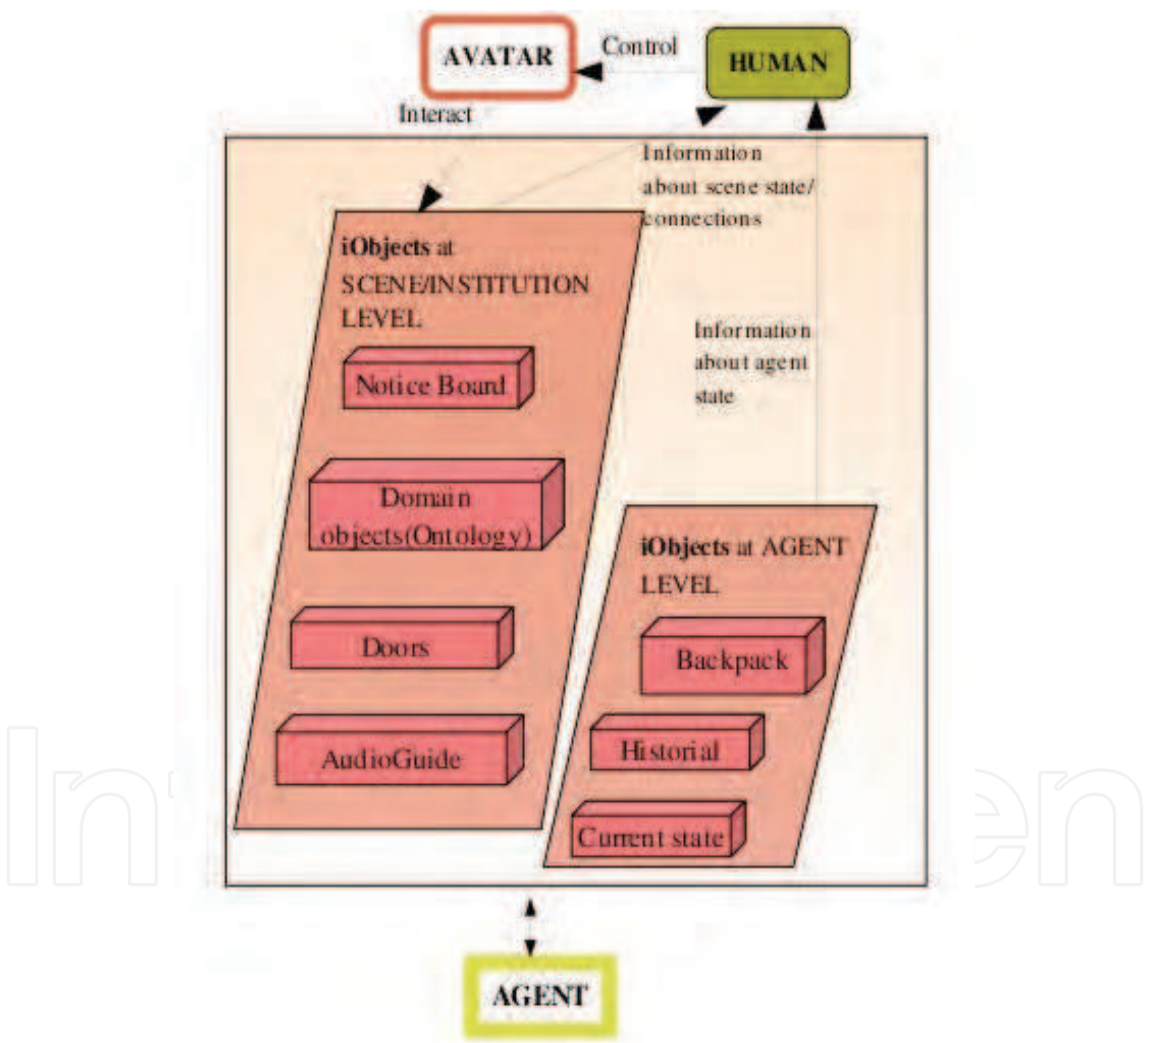 AVATAR
Control
HUMAN
Interact
Information
about scene state/
connections
iObjects at
SCENE/INSTITUTION
LEVEL
Notice Board
Domain
objects(Ontology)
Doors
AudioGuide
Information
about agent
state
iObjects at AGENT
LEVEL
Backpack
Historial
Current state
AGENT